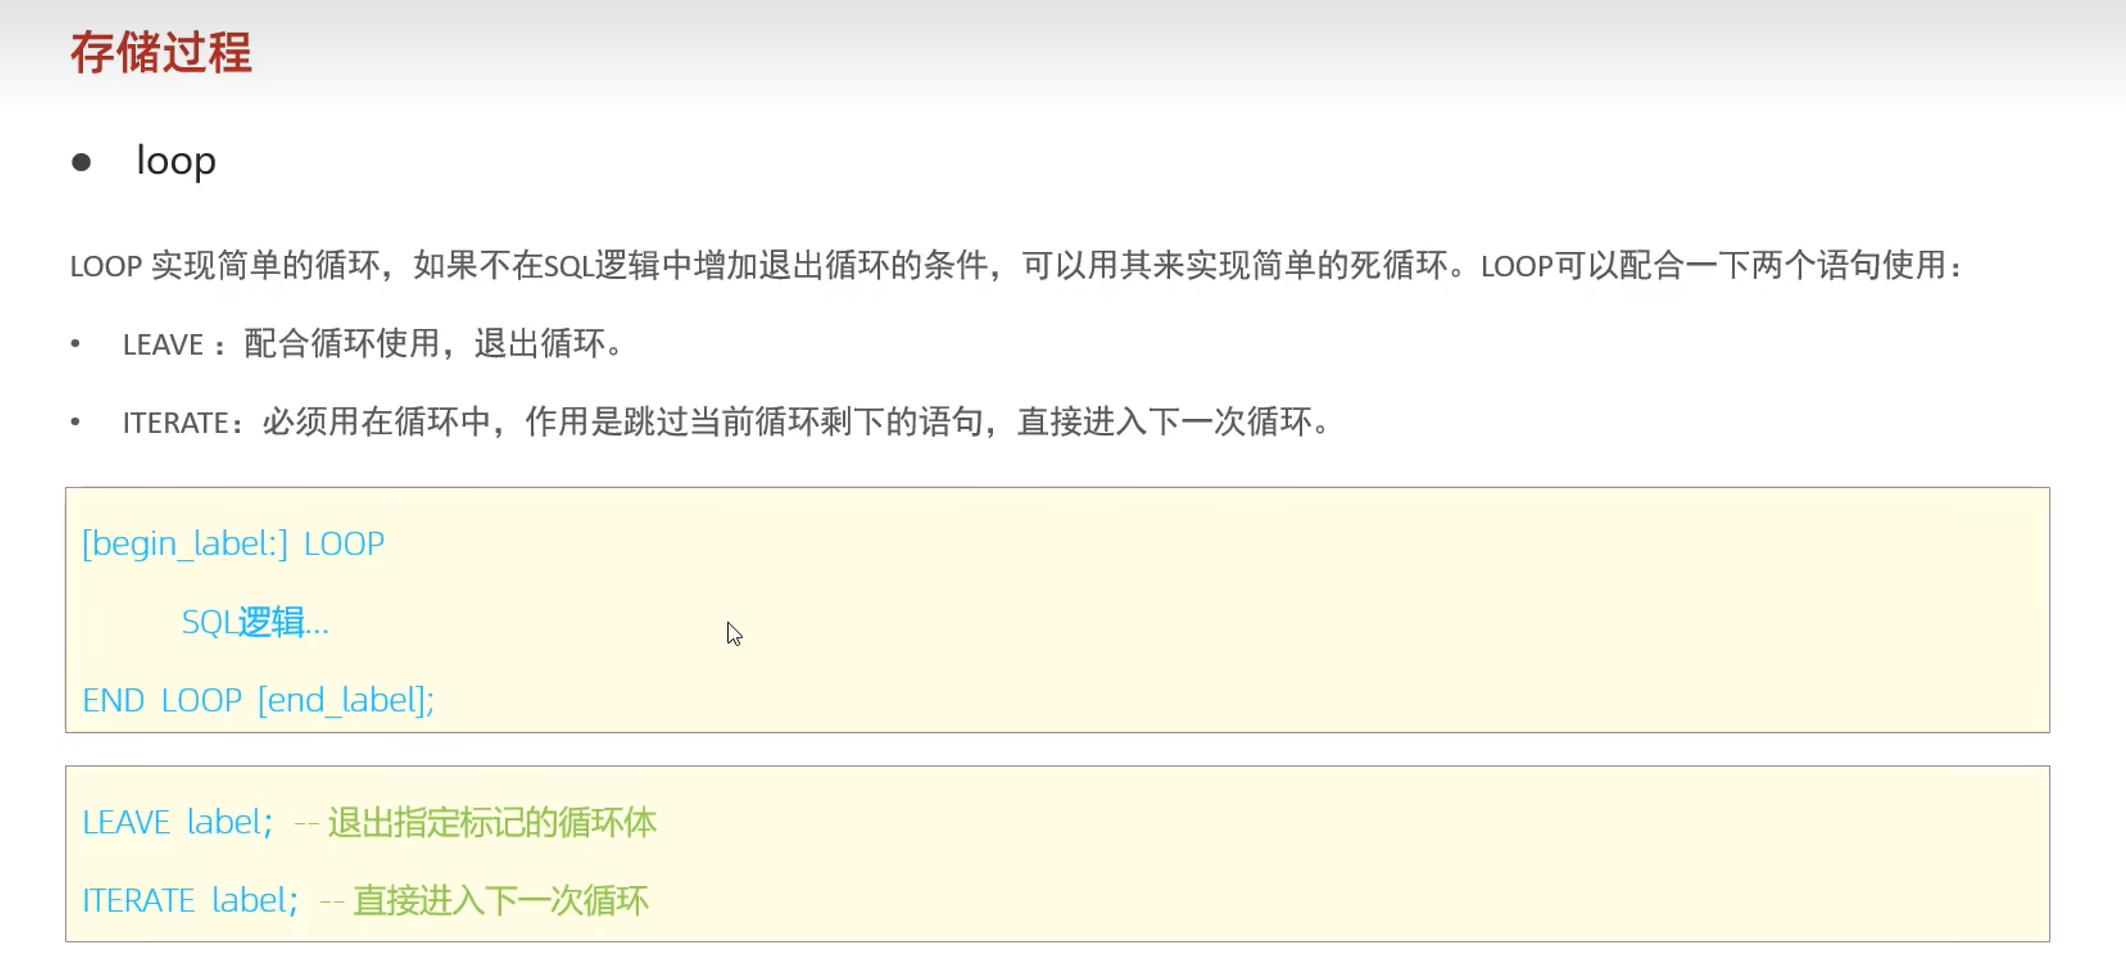 存储过程
● loop
LOOP 实现简单的循环，如果不在SQL逻辑中增加退出循环的条件，可以用其来实现简单的死循环。LOOP可以配合一下两个语句使用：
• LEAVE ：配合循环使用，退出循环。
• ITERATE：必须用在循环中，作用是跳过当前循环剩下的语句，直接进入下一次循环。
[begin_label:] LOOP
SQL逻辑...
END LOOP [end_label];
LEAVE label；-- 退出指定标记的循环体
ITERATE label；-- 直接进入下一次循环